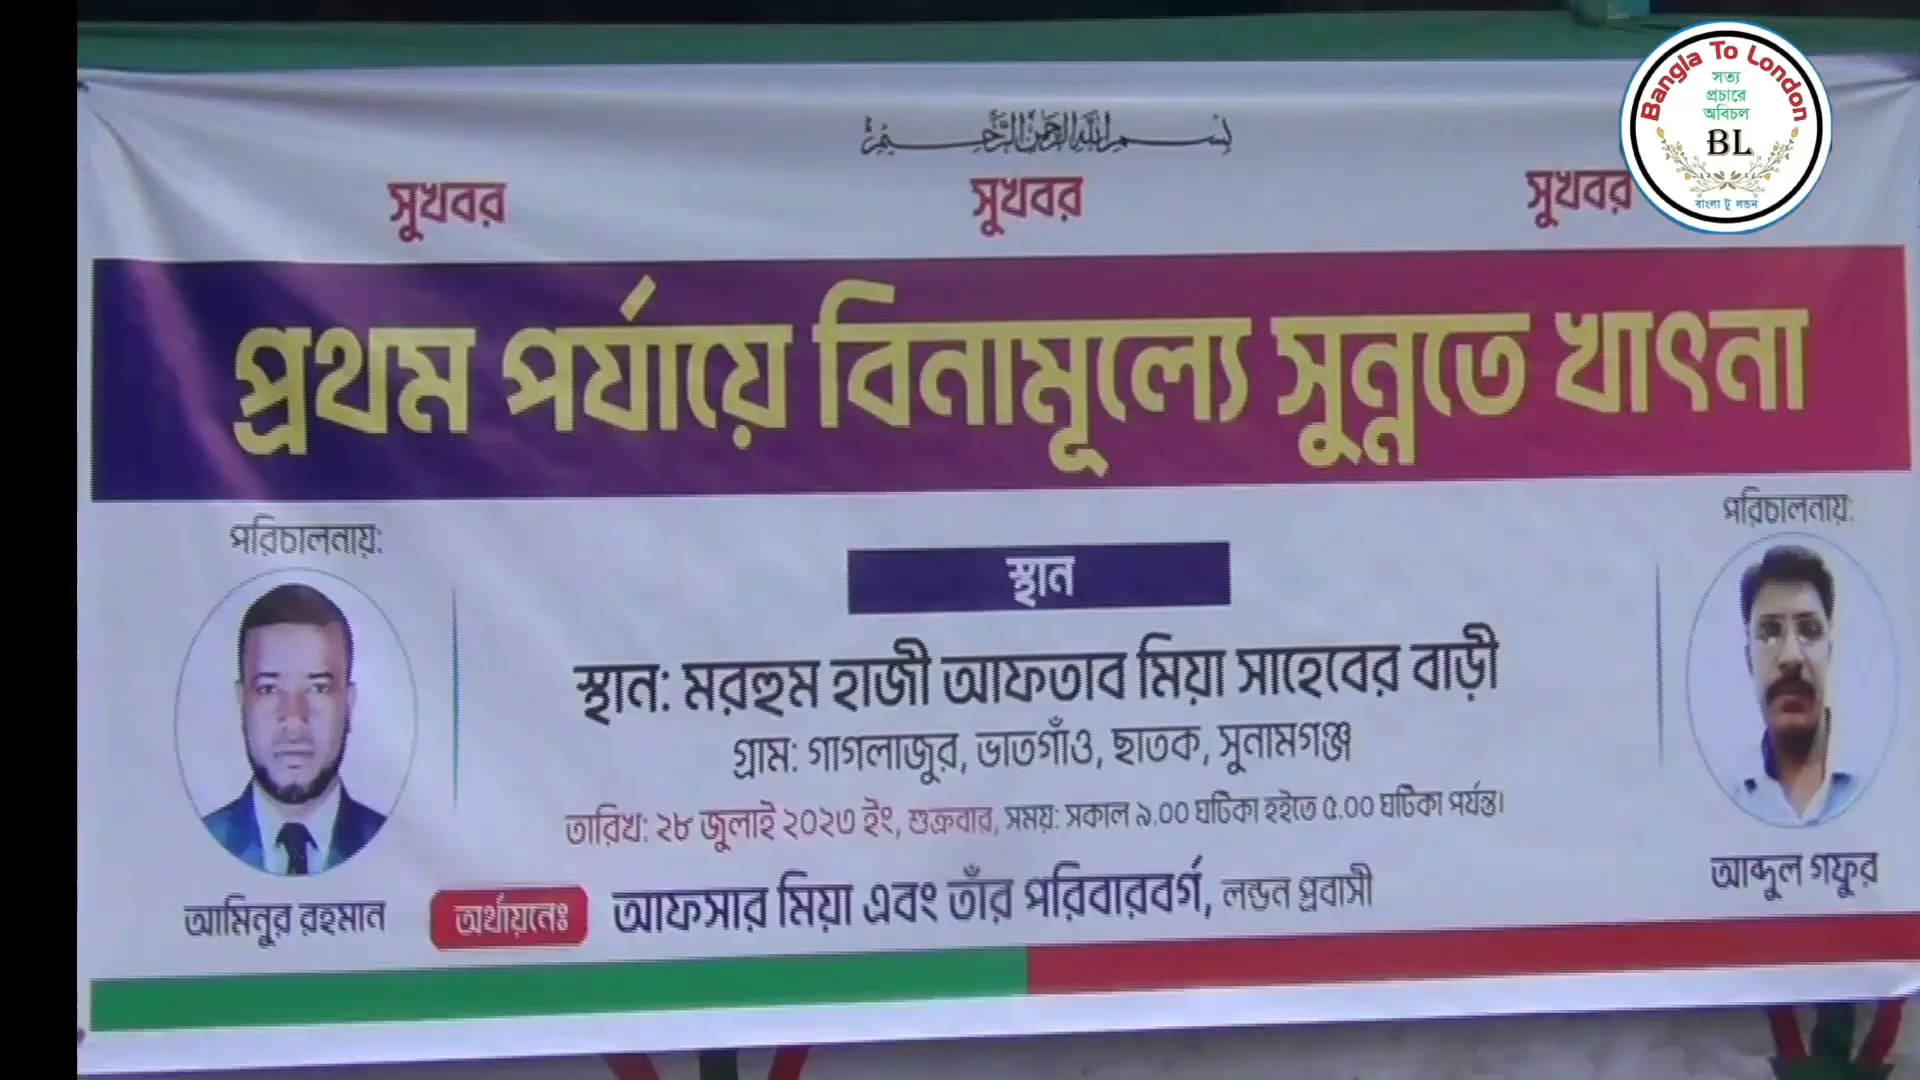 بسم الله الرحمن الرحيم
সুখবর সুখবর সুখবর
প্রথম পর্যায়ে বিনামূল্যে সুন্নতে খাৎনা
পরিচালনায়:
আমিনুর রহমান
স্থান
স্থান: মরহুম হাজী আফতাব মিয়া সাহেবের বাড়ী
গ্রাম: গাগলাজুর, ভাতগাঁও, ছাতক, সুনামগঞ্জ
তারিখ: ২৮ জুলাই ২০২৩ ইং, শুক্রবার, সময়: সকাল ৯.00 ঘটিকা হইতে ৫.00 ঘটিকা পর্যন্ত।
অর্থায়নেঃ আফসার মিয়া এবং তাঁর পরিবারবর্গ, লন্ডন প্রবাসী
পরিচালনায়:
আব্দুল গফুর
Bangla To London
সত্য
প্রচারে
অবিচল
BL
বাংলা টু লন্ডন